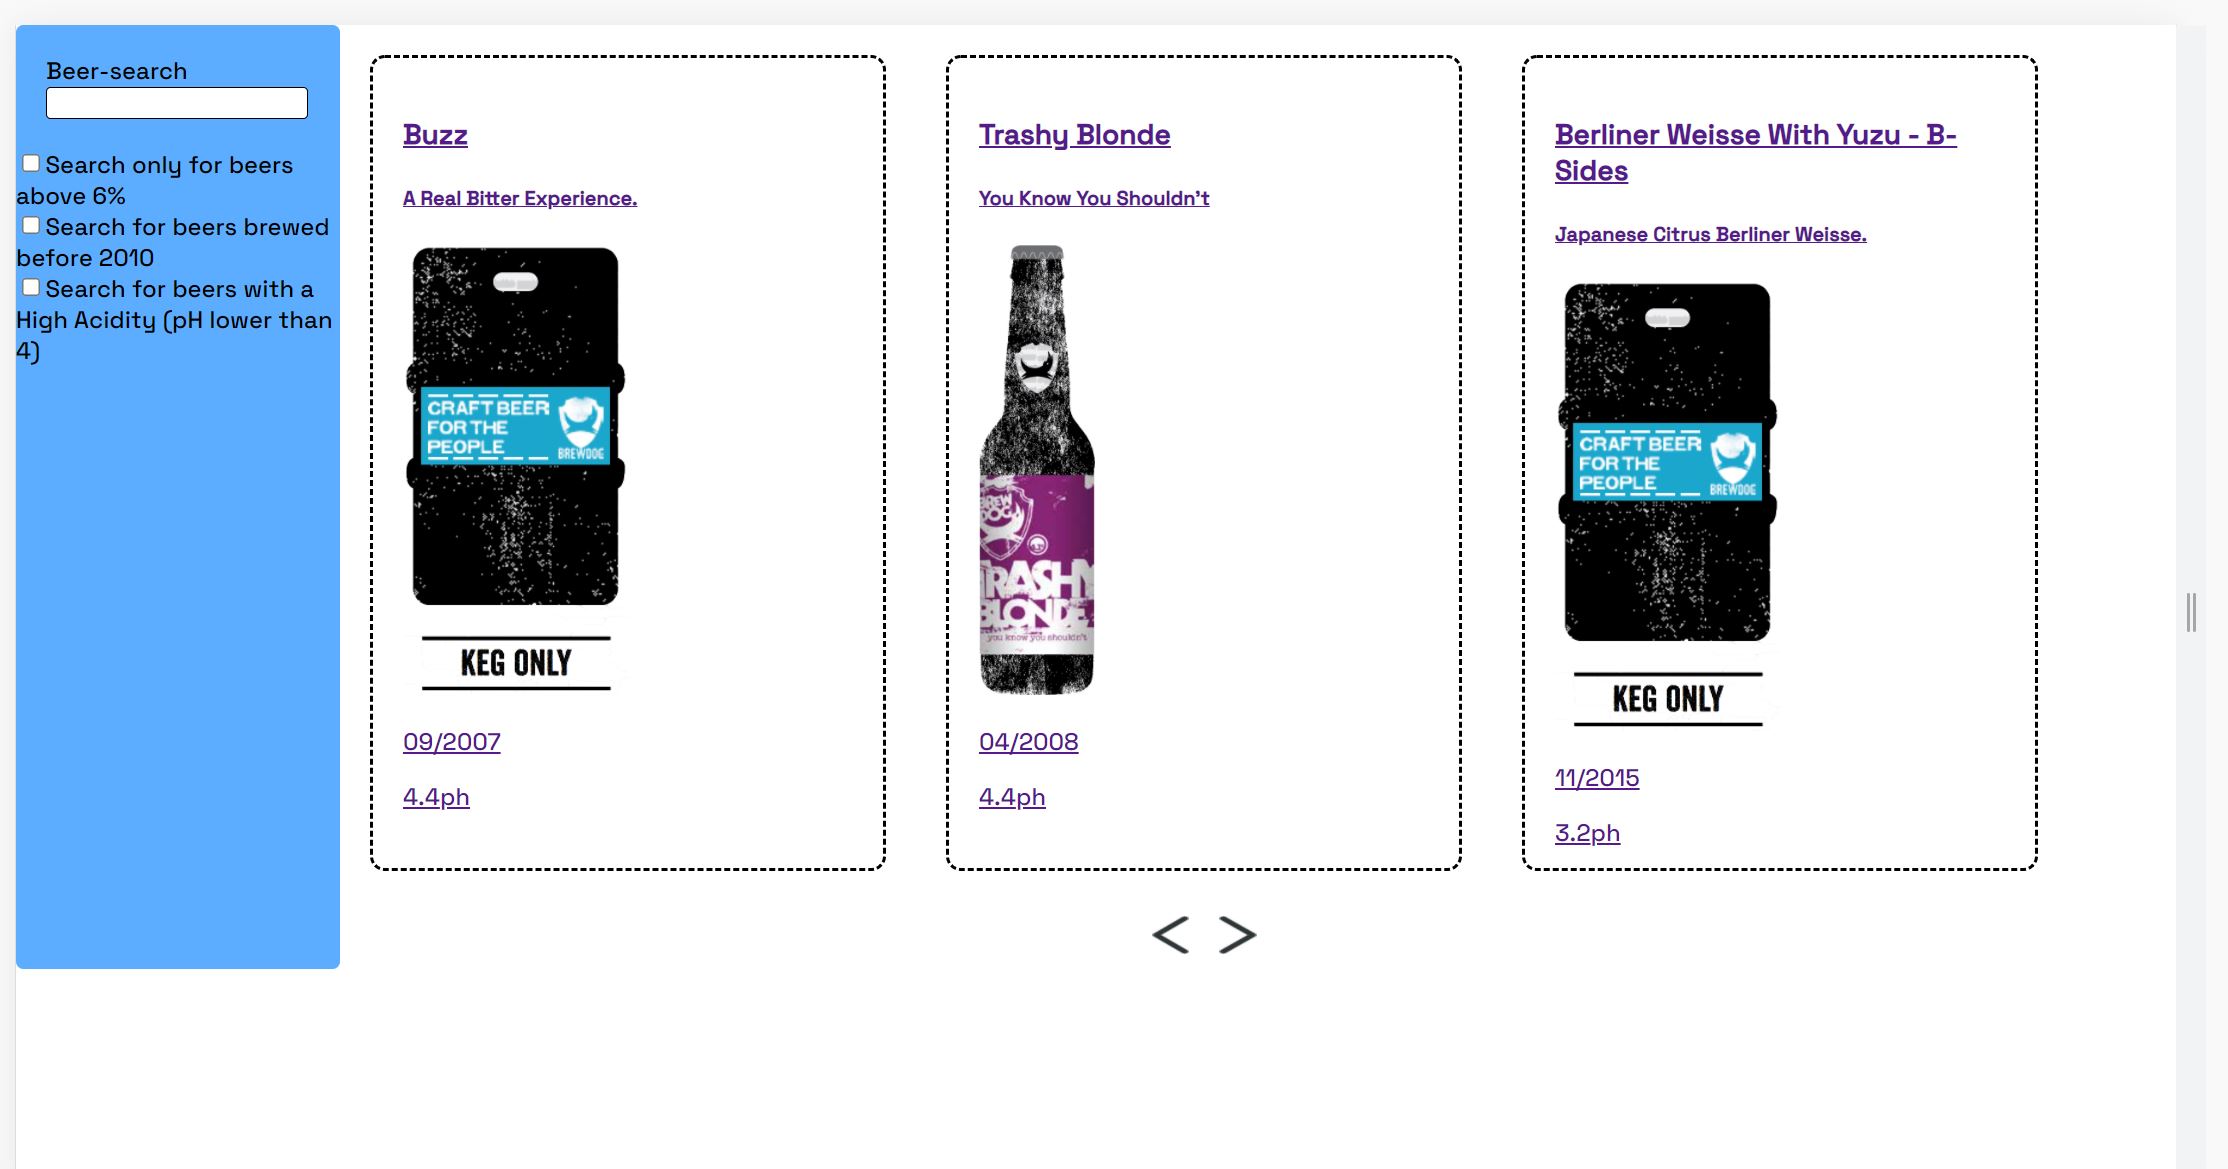 Beer-search
Search only for beers
above 6%
Search for beers brewed
before 2010
Search for beers with a
High Acidity (pH lower than
4)
Buzz
A Real Bitter Experience.
CRAFT BEER
FOR THE
PEOPLE
BREWDOG
KEG ONLY
09/2007
4.4ph
Trashy Blonde
You Know You Shouldn't
BREW
DOG
TRASHY
BLONDE
you know you shouldn't
04/2008
4.4ph
Berliner Weisse With Yuzu - B-
Sides
Japanese Citrus Berliner Weisse.
CRAFT BEER
FOR THE
PEOPLE
BREWDOG
KEG ONLY
11/2015
3.2ph
< >